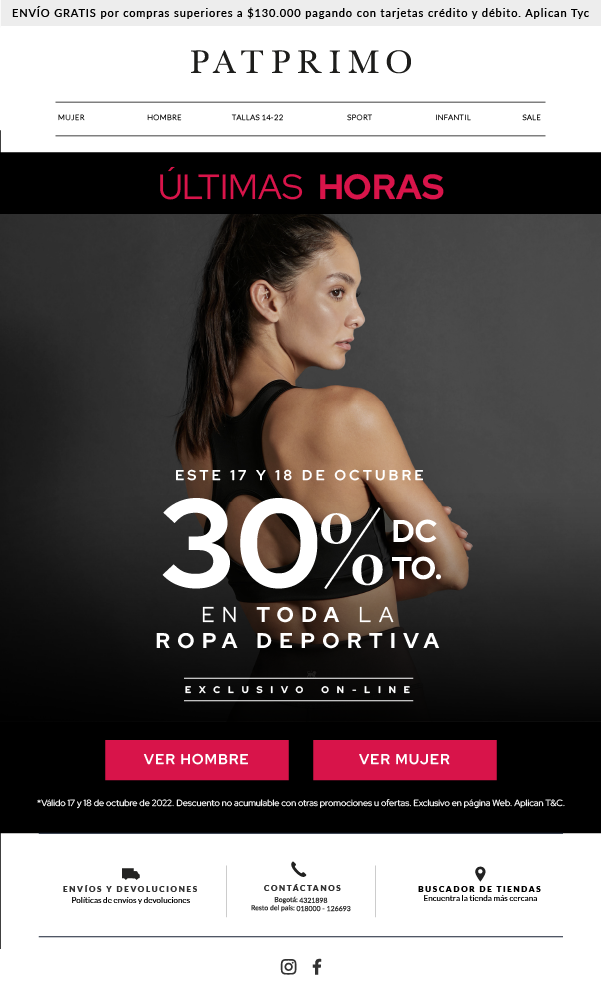 ENVÍO GRATIS por compras superiores a $130.000 pagando con tarjetas crédito y débito. Aplican Tyc
PATPRIMO
MUJER HOMBRE TALLAS 14-22 SPORT INFANTIL SALE
ÚLTIMAS HORAS
ESTE 17 Y 18 DE OCTUBRE
30% DC
TO.
EN TODA LA
ROPA DEPORTIVA
EXCLUSIVO ON-LINE
VER HOMBRE VER MUJER
*Válido 17 y 18 de octubre de 2022. Descuento no acumulable con otras promociones u ofertas. Exclusivo en página Web. Aplican T&C.
ENVÍOS Y DEVOLUCIONES
Políticas de envíos y devoluciones
CONTÁCTANOS
Bogotá: 4321898
Resto del país: 018000 - 126693
BUSCADOR DE TIENDAS
Encuentra la tienda más cercana